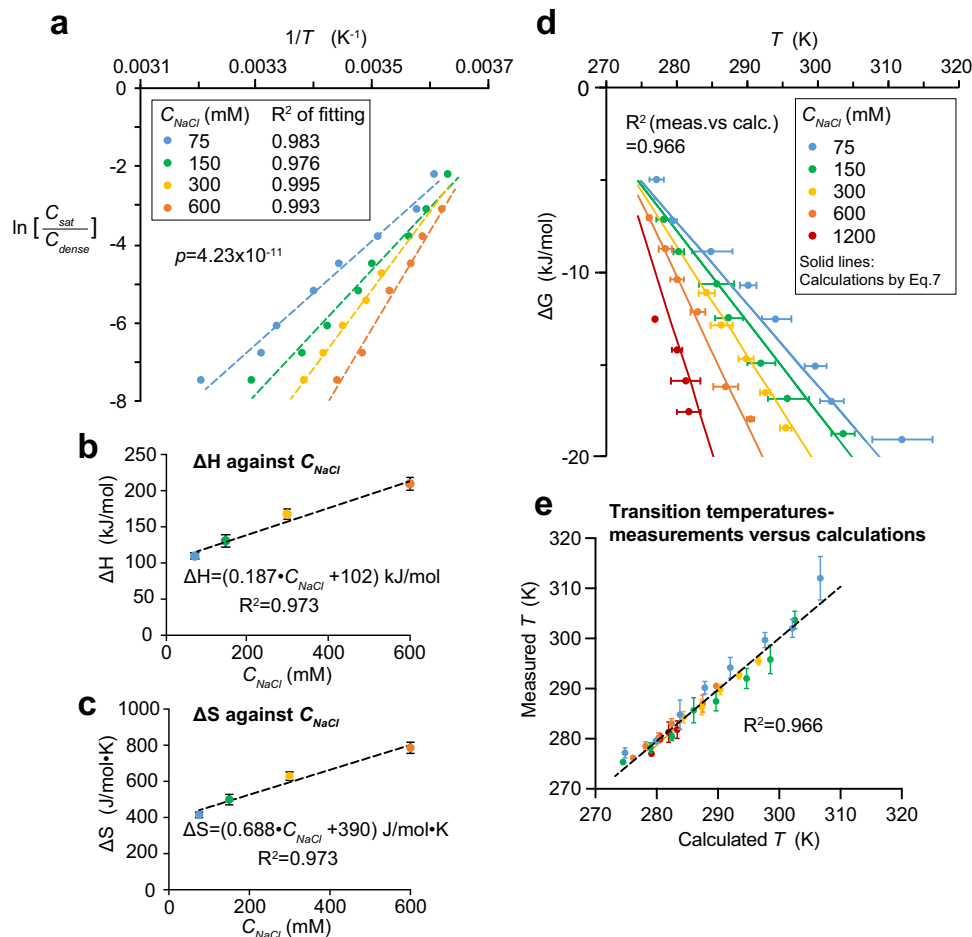 a
1/T (K-1)
0.0031 0.0033 0.0035 0.0037
0
-2
-4
-6
-8
ln [Csat/Cdense]
CNaCl (mM) R2 of fitting
75 0.983
150 0.976
300 0.995
600 0.993
p=4.23x10-11
b
ΔH against CNaCl
250
200
150
100
50
0
ΔH (kJ/mol)
ΔH=(0.187•CNaCl +102) kJ/mol
R2=0.973
0 200 400 600
CNaCl (mM)
c
ΔS against CNaCl
1000
800
600
400
200
0
ΔS (J/mol•K)
ΔS=(0.688•CNaCl +390) J/mol•K
R2=0.973
0 200 400 600
CNaCl (mM)
d
T (K)
270 280 290 300 310 320
0
-10
-20
ΔG (kJ/mol)
R2 (meas.vs calc.)
=0.966
CNaCl (mM)
75
150
300
600
1200
Solid lines:
Calculations by Eq.7
e
Transition temperatures-
measurements versus calculations
320
310
300
290
280
270
Measured T (K)
R2=0.966
270 280 290 300 310 320
Calculated T (K)